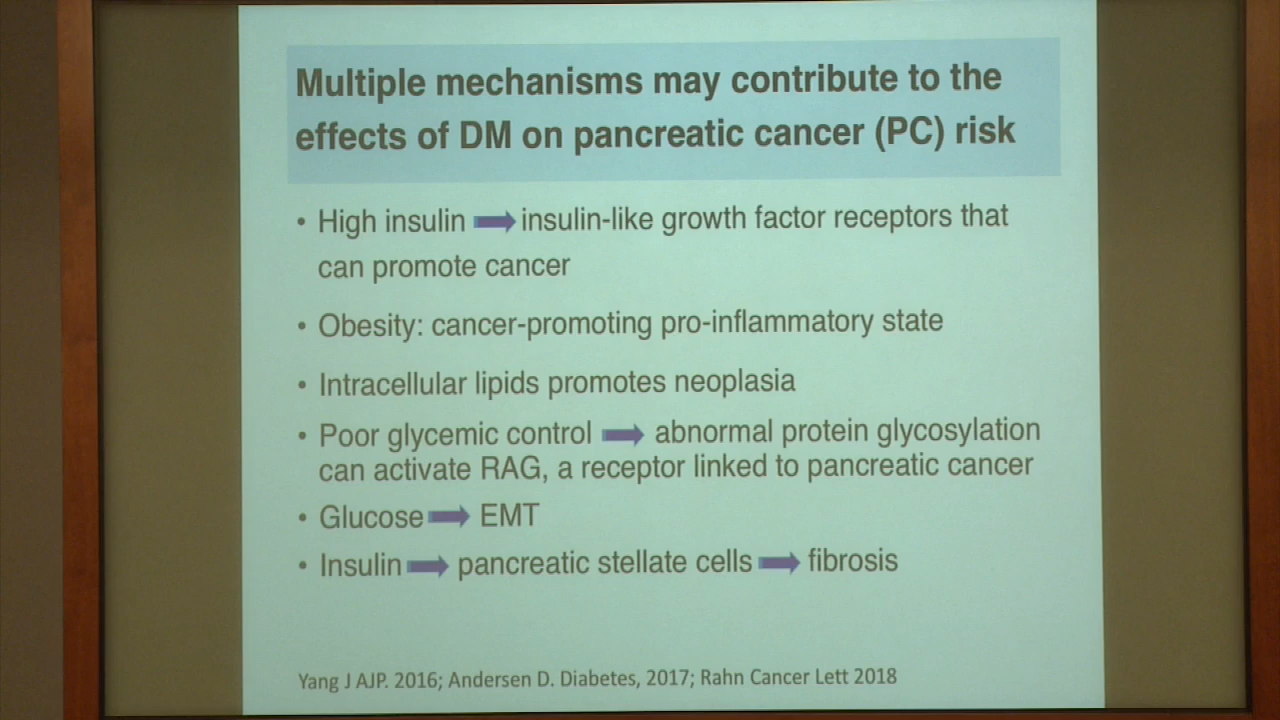 Multiple mechanisms may contribute to the
effects of DM on pancreatic cancer (PC) risk
• High insulin ➡ insulin-like growth factor receptors that
can promote cancer
• Obesity: cancer-promoting pro-inflammatory state
• Intracellular lipids promotes neoplasia
• Poor glycemic control ➡ abnormal protein glycosylation
can activate RAG, a receptor linked to pancreatic cancer
• Glucose ➡ EMT
• Insulin ➡ pancreatic stellate cells ➡ fibrosis
Yang J AJP. 2016; Andersen D. Diabetes, 2017; Rahn Cancer Lett 2018